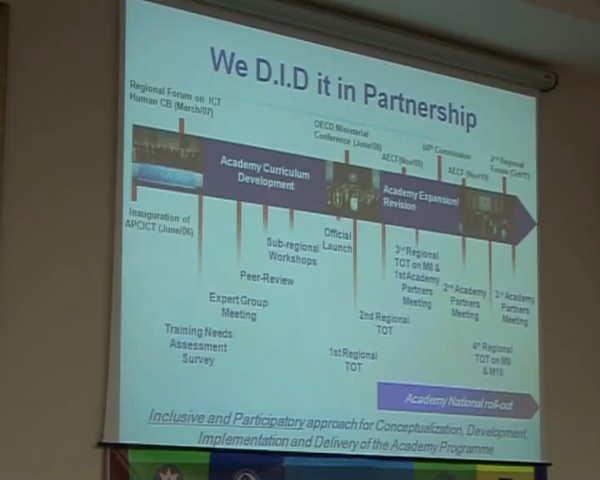 We D.I.D it in Partnership
Regional Forum on ICT
Human CB (March/07)
OECD Ministerial
Conference (June/08)
AECF(Nov/09)
66th Commission
AECF (Nov/10)
2nd Regional
Forum (Oct/11)
Academy Curriculum
Development
Academy Expansion/
Revision
Inauguration of
APCICT (June/06)
Training Needs
Assessment
Survey
Expert Group
Meeting
Peer-Review
Sub-regional
Workshops
Official
Launch
1st Regional
TOT
2nd Regional
TOT
3rd Regional
TOT on M8 &
1st Academy
Partners
Meeting
2nd Academy
Partners
Meeting
4th Regional
TOT on M9
& M10
3rd Academy
Partners
Meeting
Academy National roll-out
Inclusive and Participatory approach for Conceptualization, Development,
Implementation and Delivery of the Academy Programme